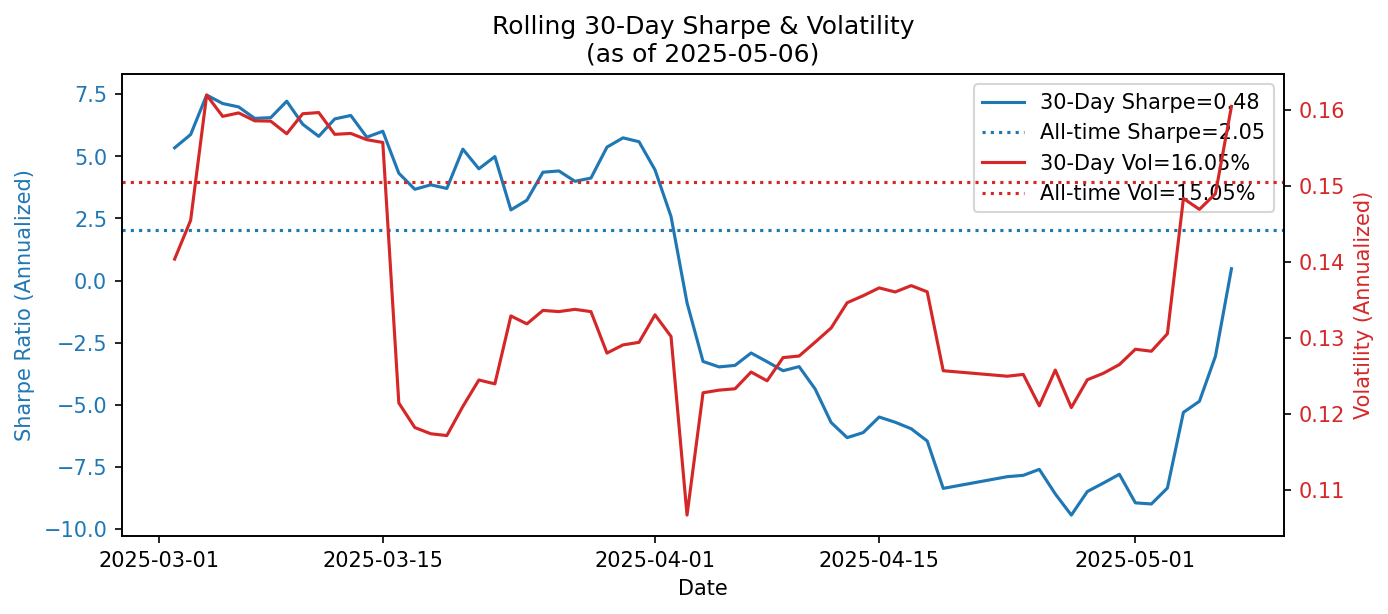 Rolling 30-Day Sharpe & Volatility
(as of 2025-05-06)
Sharpe Ratio (Annualized)
7.5
5.0
2.5
0.0
−2.5
−5.0
−7.5
−10.0
30-Day Sharpe=0.48
All-time Sharpe=2.05
30-Day Vol=16.05%
All-time Vol=15.05%
0.16
0.15
0.14
0.13
0.12
0.11
Volatility (Annualized)
2025-03-01
2025-03-15
2025-04-01
2025-04-15
2025-05-01
Date